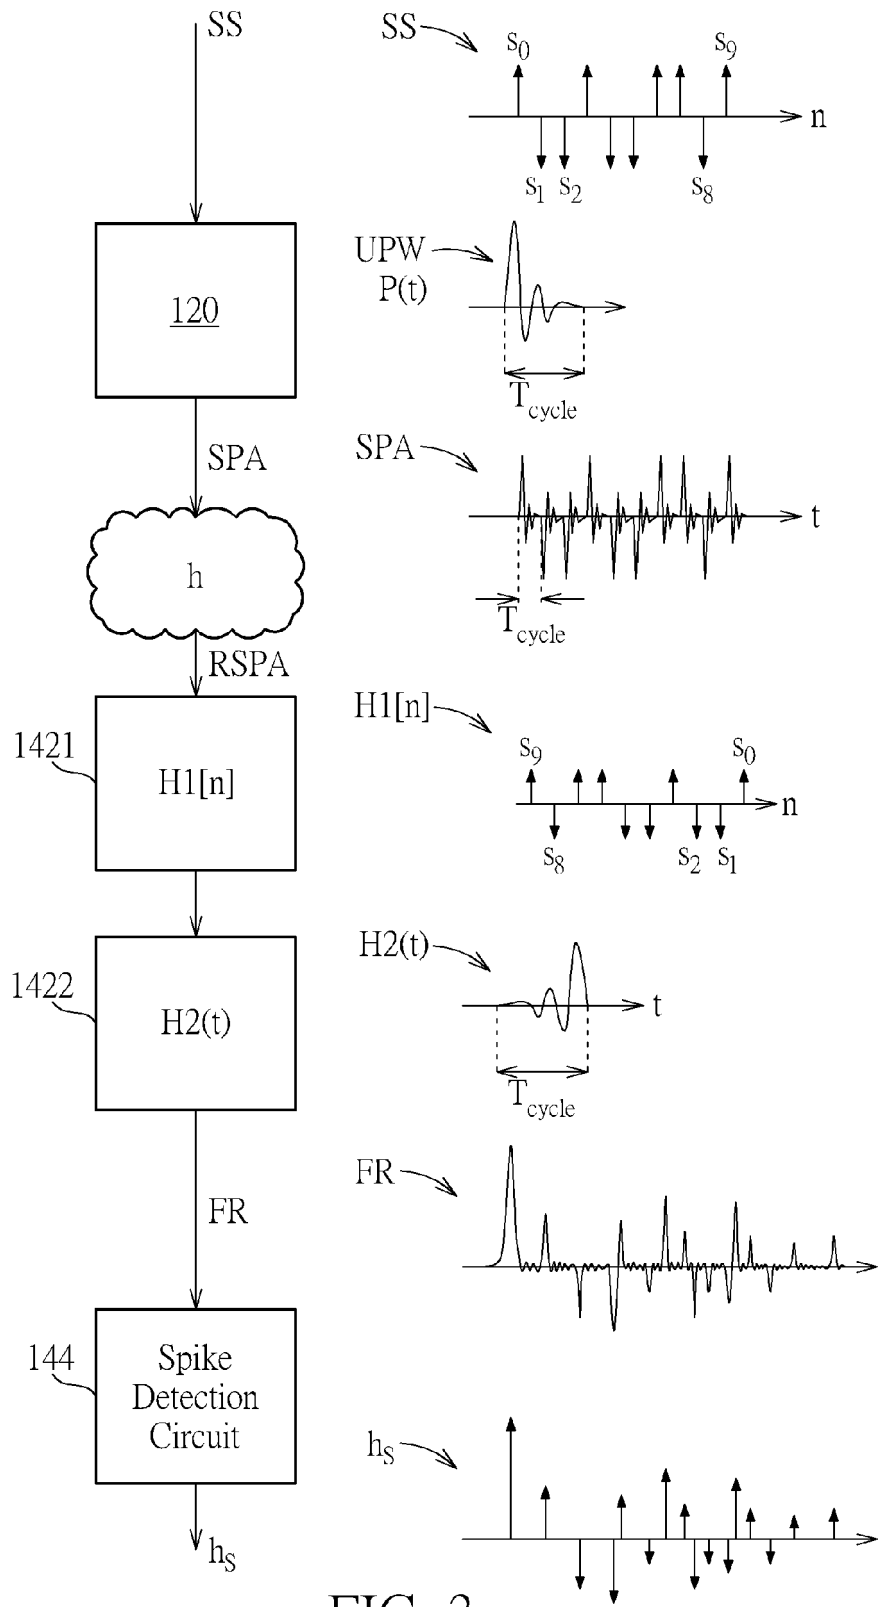 SS
SS
s0
s9
n
s1
s2
s8
120
UPW
P(t)
Tcycle
SPA
SPA
t
h
Tcycle
RSPA
H1[n]
1421
H1[n]
s9
s0
n
s8
s2
s1
H2(t)
1422
H2(t)
t
Tcycle
FR
FR
144
Spike
Detection
Circuit
hS
hS